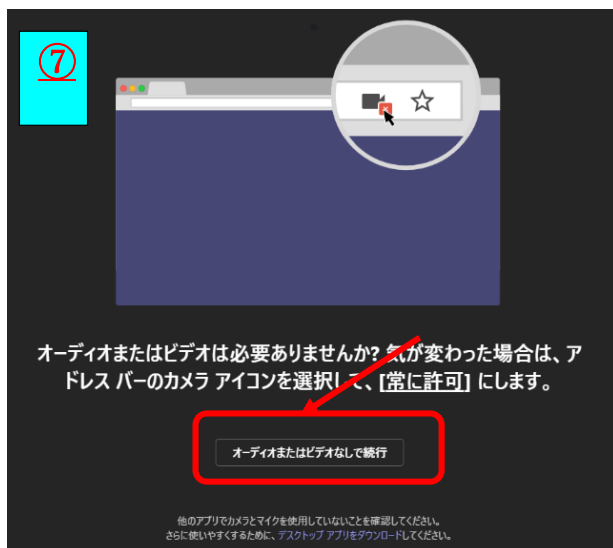 ⑦
オーディオまたはビデオは必要ありませんか? 気が変わった場合は、ア
ドレス バーのカメラ アイコンを選択して、[常に許可] にします。
オーディオまたはビデオなしで続行
他のアプリでカメラとマイクを使用していないことを確認してください。
さらに使いやすくするために、デスクトップ アプリをダウンロードしてください。